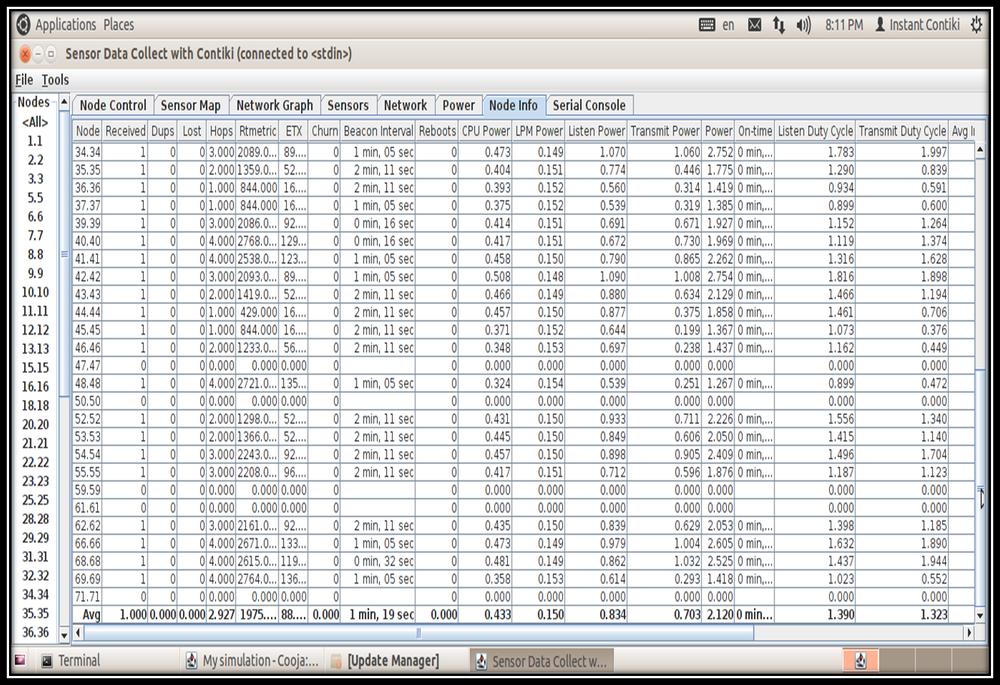 Applications Places en 8:11 PM Instant Contiki
Sensor Data Collect with Contiki (connected to <stdin>)
File Tools
Nodes
<All>
1.1
2.2
3.3
5.5
6.6
7.7
8.8
9.9
10.10
11.11
12.12
13.13
15.15
16.16
18.18
20.20
21.21
22.22
23.23
25.25
28.28
29.29
31.31
32.32
34.34
35.35
36.36
Node Control Sensor Map Network Graph Sensors Network Power Node Info Serial Console
Node Received Dups Lost Hops Rtmetric ETX Churn Beacon Interval Reboots CPU Power LPM Power Listen Power Transmit Power Power On-time Listen Duty Cycle Transmit Duty Cycle Avg I
34.34 1 0 0 3.000 2089.0... 89.... 0 1 min, 05 sec 0 0.473 0.149 1.070 1.060 2.752 0 min,... 1.783 1.997
35.35 1 0 0 2.000 1359.0... 52.... 0 2 min, 11 sec 0 0.404 0.151 0.774 0.446 1.775 0 min,... 1.290 0.839
36.36 1 0 0 1.000 844.000 16.... 0 2 min, 11 sec 0 0.393 0.152 0.560 0.314 1.419 0 min,... 0.934 0.591
37.37 1 0 0 1.000 844.000 16.... 0 1 min, 05 sec 0 0.375 0.152 0.539 0.319 1.385 0 min,... 0.899 0.600
39.39 1 0 0 3.000 2086.0... 92.... 0 0 min, 16 sec 0 0.414 0.151 0.691 0.671 1.927 0 min,... 1.152 1.264
40.40 1 0 0 4.000 2768.0... 129... 0 0 min, 16 sec 0 0.417 0.151 0.672 0.730 1.969 0 min,... 1.119 1.374
41.41 1 0 0 4.000 2538.0... 123... 0 1 min, 05 sec 0 0.458 0.150 0.790 0.865 2.262 0 min,... 1.316 1.628
42.42 1 0 0 3.000 2093.0... 89.... 0 1 min, 05 sec 0 0.508 0.148 1.090 1.008 2.754 0 min,... 1.816 1.898
43.43 1 0 0 2.000 1419.0... 52.... 0 2 min, 11 sec 0 0.466 0.149 0.880 0.634 2.129 0 min,... 1.466 1.194
44.44 1 0 0 1.000 429.000 16.... 0 2 min, 11 sec 0 0.457 0.150 0.877 0.375 1.858 0 min,... 1.461 0.706
45.45 1 0 0 1.000 844.000 16.... 0 2 min, 11 sec 0 0.371 0.152 0.644 0.199 1.367 0 min,... 1.073 0.376
46.46 1 0 0 2.000 1233.0... 56.... 0 2 min, 11 sec 0 0.348 0.153 0.697 0.238 1.437 0 min,... 1.162 0.449
47.47 0 0 0 0.000 0.000 0.000 0 0 0.000 0.000 0.000 0.000 0.000 0.000 0.000
48.48 1 0 0 4.000 2721.0... 135... 0 1 min, 05 sec 0 0.324 0.154 0.539 0.251 1.267 0 min,... 0.899 0.472
50.50 0 0 0 0.000 0.000 0.000 0 0 0.000 0.000 0.000 0.000 0.000 0.000 0.000
52.52 1 0 0 2.000 1298.0... 52.... 0 2 min, 11 sec 0 0.431 0.150 0.933 0.711 2.226 0 min,... 1.556 1.340
53.53 1 0 0 2.000 1366.0... 52.... 0 2 min, 11 sec 0 0.445 0.150 0.849 0.606 2.050 0 min,... 1.415 1.140
54.54 1 0 0 3.000 2243.0... 92.... 0 2 min, 11 sec 0 0.457 0.150 0.898 0.905 2.409 0 min,... 1.496 1.704
55.55 1 0 0 3.000 2208.0... 96.... 0 2 min, 11 sec 0 0.417 0.151 0.712 0.596 1.876 0 min,... 1.187 1.123
59.59 0 0 0 0.000 0.000 0.000 0 0 0.000 0.000 0.000 0.000 0.000 0.000 0.000
61.61 0 0 0 0.000 0.000 0.000 0 0 0.000 0.000 0.000 0.000 0.000 0.000 0.000
62.62 1 0 0 3.000 2161.0... 92.... 0 2 min, 11 sec 0 0.435 0.150 0.839 0.629 2.053 0 min,... 1.398 1.185
66.66 1 0 0 4.000 2671.0... 133... 0 1 min, 05 sec 0 0.473 0.149 0.979 1.004 2.605 0 min,... 1.632 1.890
68.68 1 0 0 4.000 2615.0... 119... 0 0 min, 32 sec 0 0.481 0.149 0.862 1.032 2.525 0 min,... 1.437 1.944
69.69 1 0 0 4.000 2764.0... 136... 0 1 min, 05 sec 0 0.358 0.153 0.614 0.293 1.418 0 min,... 1.023 0.552
71.71 0 0 0 0.000 0.000 0.000 0 0 0.000 0.000 0.000 0.000 0.000 0.000 0.000
Avg 1.000 0.000 0.000 2.927 1975.... 88.... 0.000 1 min, 19 sec 0.000 0.433 0.150 0.834 0.703 2.120 0 min... 1.390 1.323
Terminal My simulation - Cooja:... [Update Manager] Sensor Data Collect w...